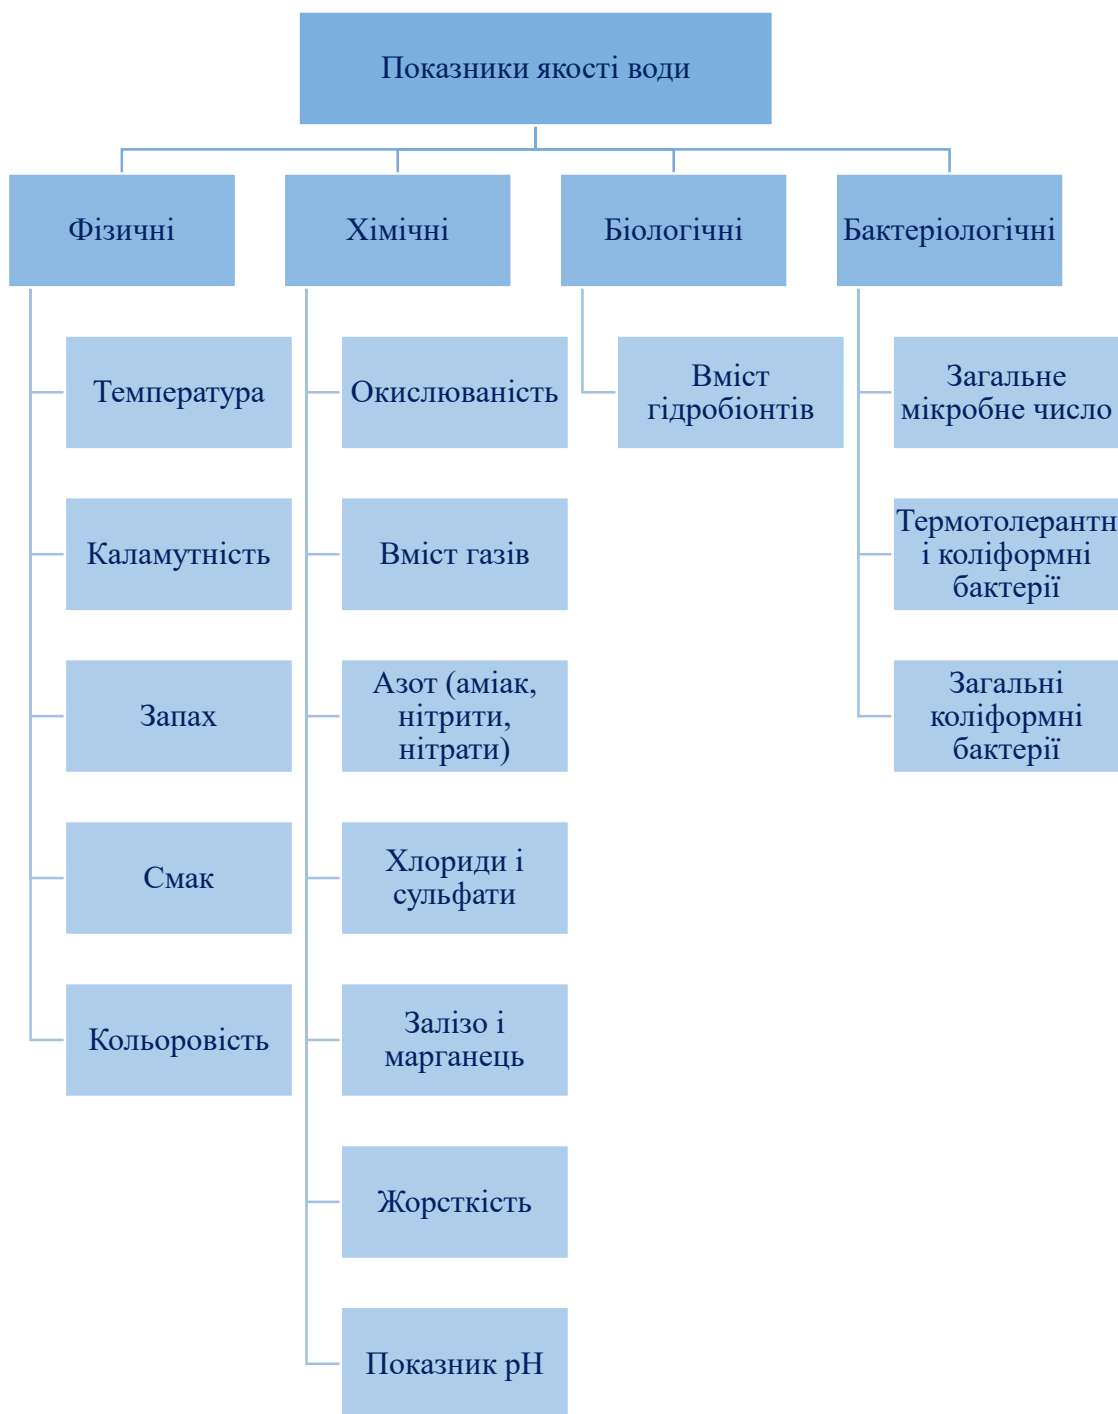 Показники якості води
Фізичні
Хімічні
Біологічні
Бактеріологічні
Температура
Каламутність
Запах
Смак
Кольоровість
Окислюваність
Вміст газів
Азот (аміак,
нітрити,
нітрати)
Хлориди і
сульфати
Залізо і
марганець
Жорсткість
Показник pH
Вміст
гідробіонтів
Загальне
мікробне число
Термотолерантн
і коліформні
бактерії
Загальні
коліформні
бактерії